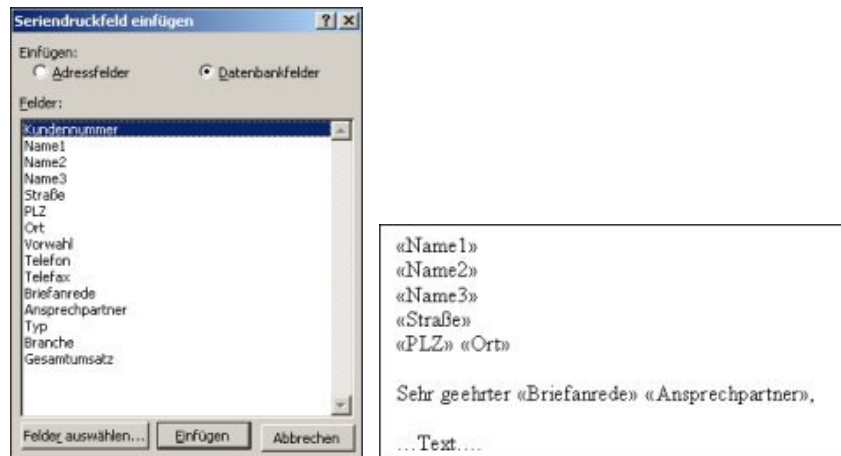 Seriendruckfeld einfügen
Einfügen:
Adressfelder Datenbankfelder
Felder:
Kundennummer
Name1
Name2
Name3
Straße
PLZ
Ort
Vorwahl
Telefon
Telefax
Briefanrede
Ansprechpartner
Typ
Branche
Gesamtumsatz
Felder auswählen... Einfügen Abbrechen
«Name1»
«Name2»
«Name3»
«Straße»
«PLZ» «Ort»
Sehr geehrter «Briefanrede» «Ansprechpartner»,
...Text....